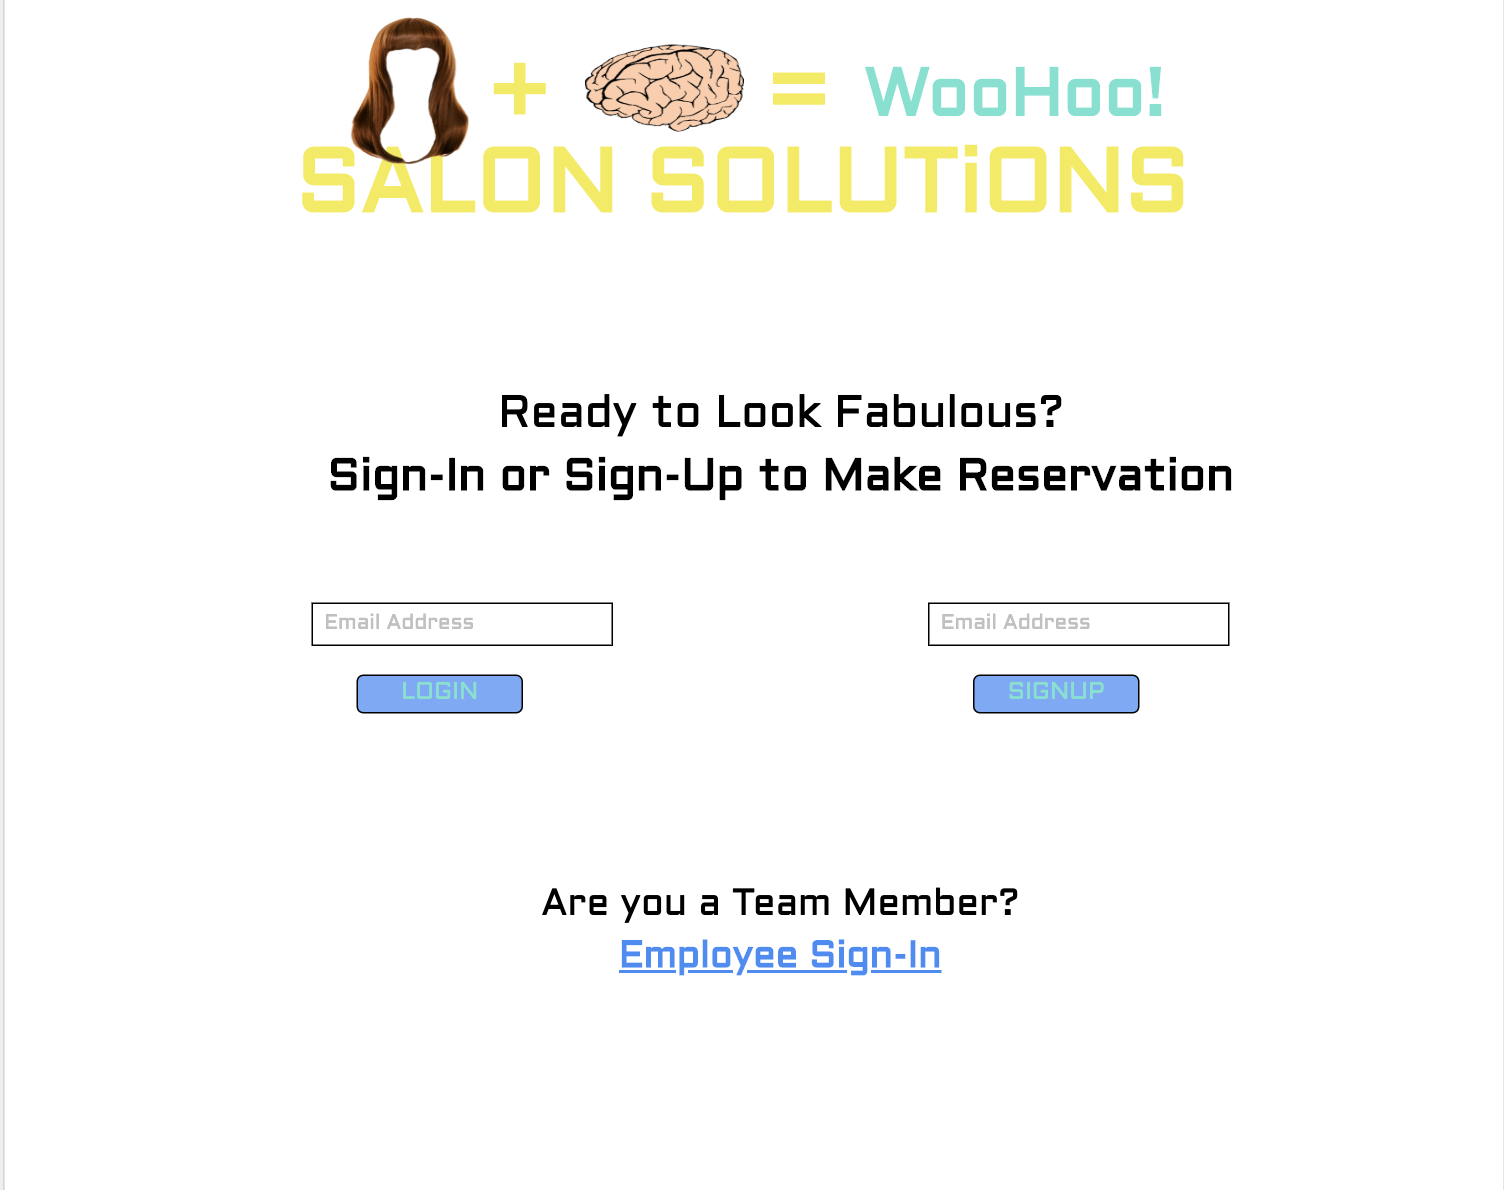 + = WooHoo!
SALON SOLUTiONS
Ready to Look Fabulous?
Sign-In or Sign-Up to Make Reservation
Email Address
Email Address
LOGIN
SIGNUP
Are you a Team Member?
Employee Sign-In